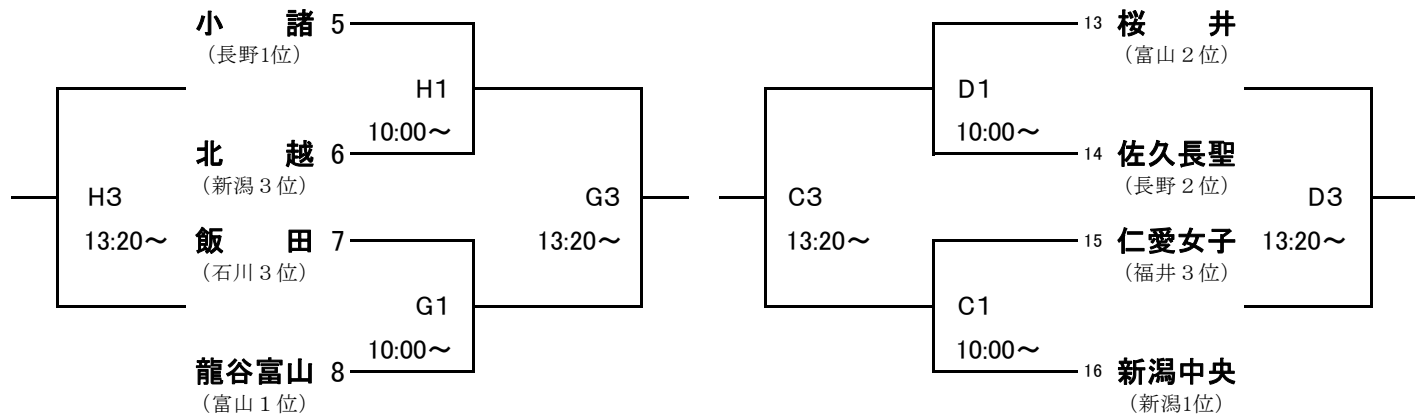 小　諸 5
（長野1位）
H1
10:00～
北　越 6
（新潟３位）
H3
13:20～
G3
13:20～
飯　田 7
（石川３位）
G1
10:00～
龍谷富山 8
（富山１位）
13 桜　井
（富山２位）
D1
10:00～
14 佐久長聖
（長野２位）
C3
13:20～
D3
13:20～
15 仁愛女子
（福井３位）
C1
10:00～
16 新潟中央
（新潟1位）